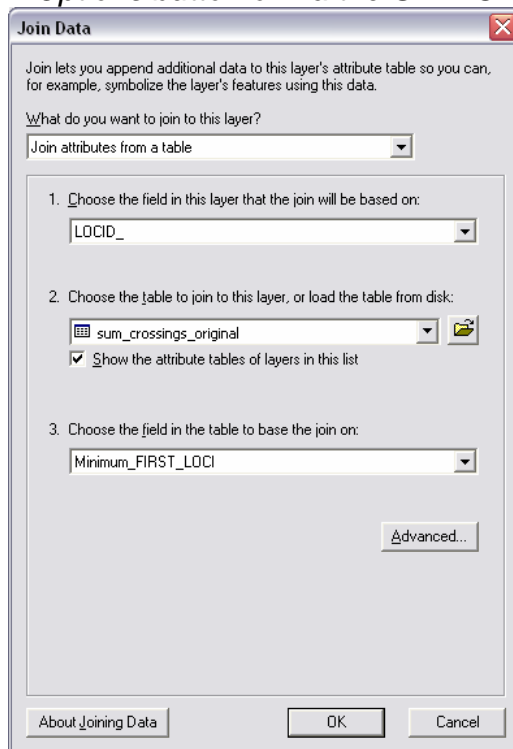 Join Data
Join lets you append additional data to this layer's attribute table so you can,
for example, symbolize the layer's features using this data.
What do you want to join to this layer?
Join attributes from a table
1. Choose the field in this layer that the join will be based on:
LOCID_
2. Choose the table to join to this layer, or load the table from disk:
sum_crossings_original
Show the attribute tables of layers in this list
3. Choose the field in the table to base the join on:
Minimum_FIRST_LOCI
Advanced...
About Joining Data
OK
Cancel